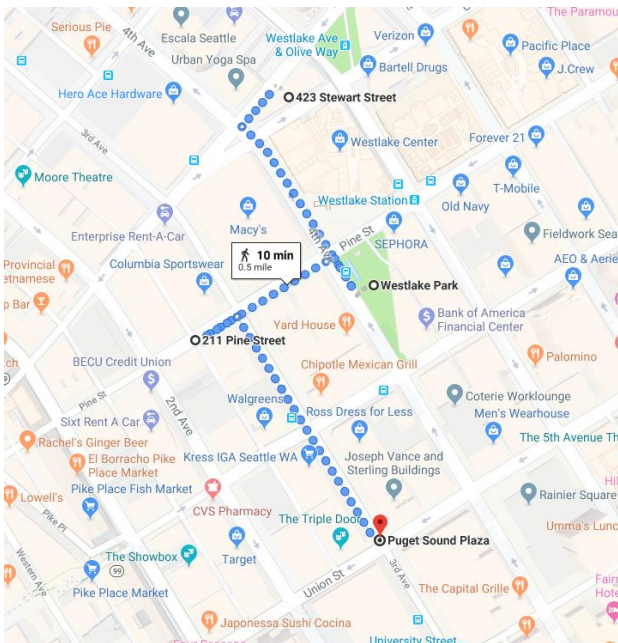 The Paramou
Escala Seattle
Westlake Ave
& Olive Way
Verizon
Serious Pie
4th Ave
Pacific Place
Urban Yoga Spa
Bartell Drugs
J.Crew
Hero Ace Hardware
423 Stewart Street
3rd Ave
Westlake Center
Forever 21
Moore Theatre
T-Mobile
Westlake Station
Old Navy
Macy's
Enterprise Rent-A-Car
4th Ave
Pine St
SEPHORA
Fieldwork Sea
10 min
0.5 mile
Provincial
etnamese
Columbia Sportswear
AEO & Aerie
Westlake Park
p Bar
Bank of America
Financial Center
Yard House
211 Pine Street
ch
BECU Credit Union
Chipotle Mexican Grill
Palomino
Pine St
2nd Ave
Walgreens
Coterie Worklounge
Sixt Rent A Car
Ross Dress for Less
Men's Wearhouse
The 5th Avenue Th
Rachel's Ginger Beer
El Borracho Pike
Place Market
Kress IGA Seattle WA
Joseph Vance and
Sterling Buildings
Hi
Lowell's
Pike Place Fish Market
Rainier Square
CVS Pharmacy
Pike Pl
The Triple Door
Puget Sound Plaza
Umma's Lunc
Western Ave
The Showbox
Target
3rd Ave
99
Union St
The Capital Grille
Fairm
Hote
Pike Place Market
Japonessa Sushi Cocina
University Street